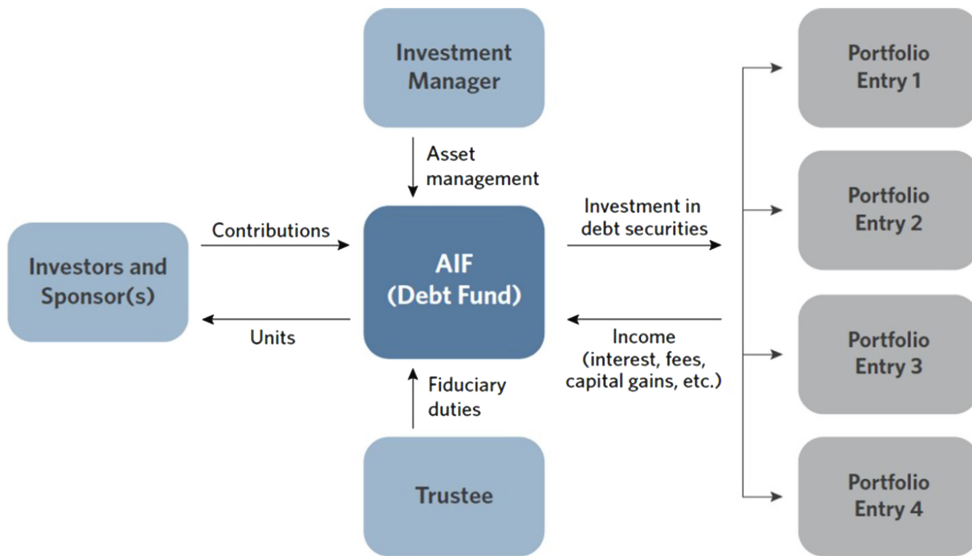 Investment
Manager
Asset
management
Investors and
Sponsor(s)
Contributions
Units
AIF
(Debt Fund)
Fiduciary
duties
Trustee
Investment in
debt securities
Income
(interest, fees,
capital gains, etc.)
Portfolio
Entry 1
Portfolio
Entry 2
Portfolio
Entry 3
Portfolio
Entry 4